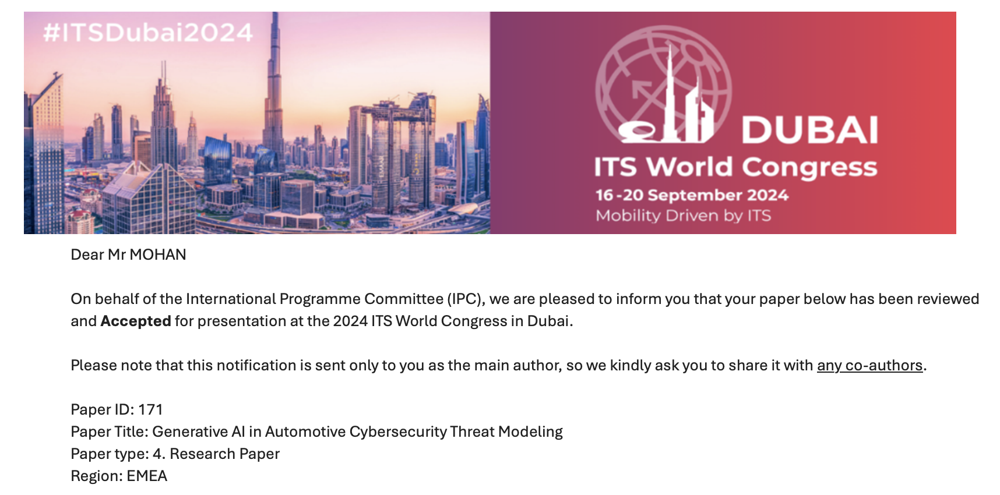 #ITSDubai2024
DUBAI
ITS World Congress
16-20 September 2024
Mobility Driven by ITS
Dear Mr MOHAN
On behalf of the International Programme Committee (IPC), we are pleased to inform you that your paper below has been reviewed
and Accepted for presentation at the 2024 ITS World Congress in Dubai.
Please note that this notification is sent only to you as the main author, so we kindly ask you to share it with any co-authors.
Paper ID: 171
Paper Title: Generative AI in Automotive Cybersecurity Threat Modeling
Paper type: 4. Research Paper
Region: EMEA